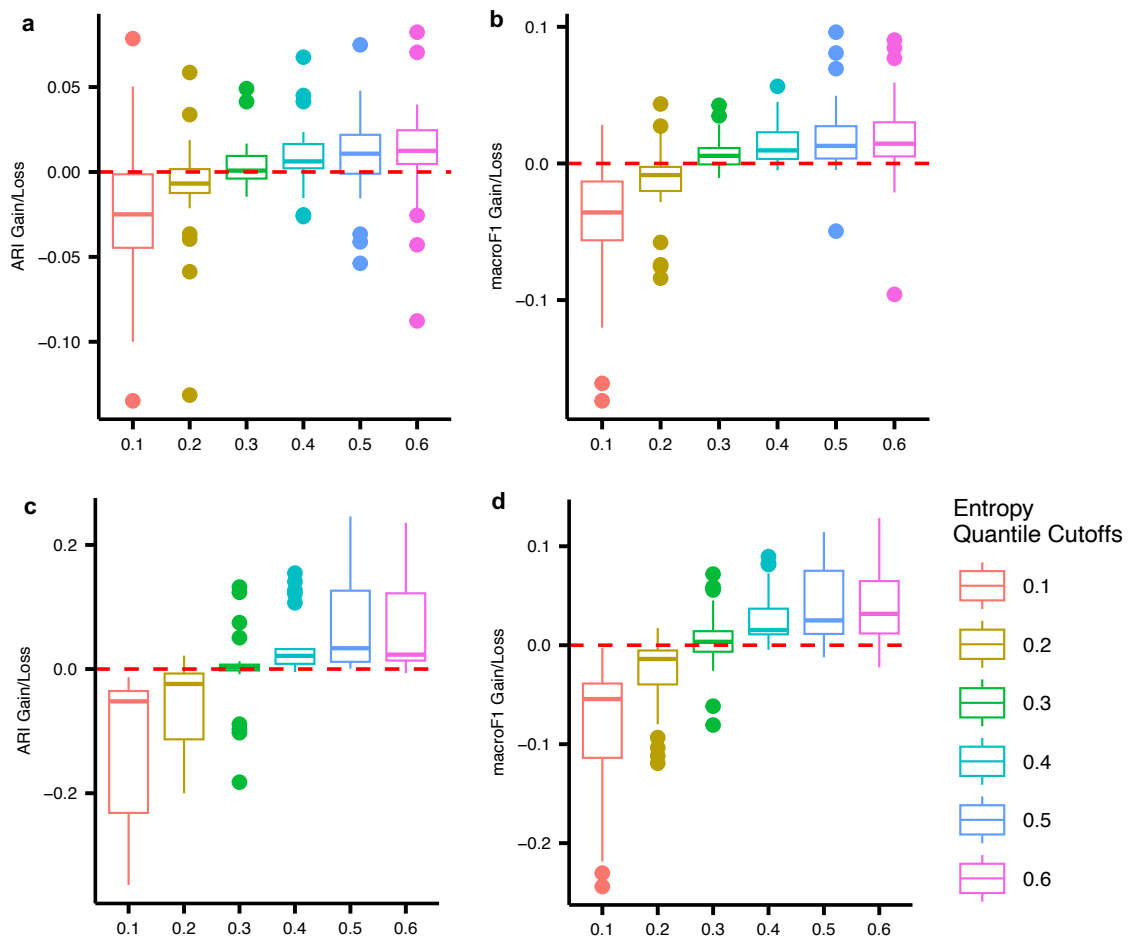 a
ARI Gain/Loss
0.05
0.00
−0.05
−0.10
0.1 0.2 0.3 0.4 0.5 0.6
b
macroF1 Gain/Loss
0.1
0.0
−0.1
0.1 0.2 0.3 0.4 0.5 0.6
c
ARI Gain/Loss
0.2
0.0
−0.2
0.1 0.2 0.3 0.4 0.5 0.6
d
macroF1 Gain/Loss
0.1
0.0
−0.1
−0.2
0.1 0.2 0.3 0.4 0.5 0.6
Entropy
Quantile Cutoffs
0.1
0.2
0.3
0.4
0.5
0.6